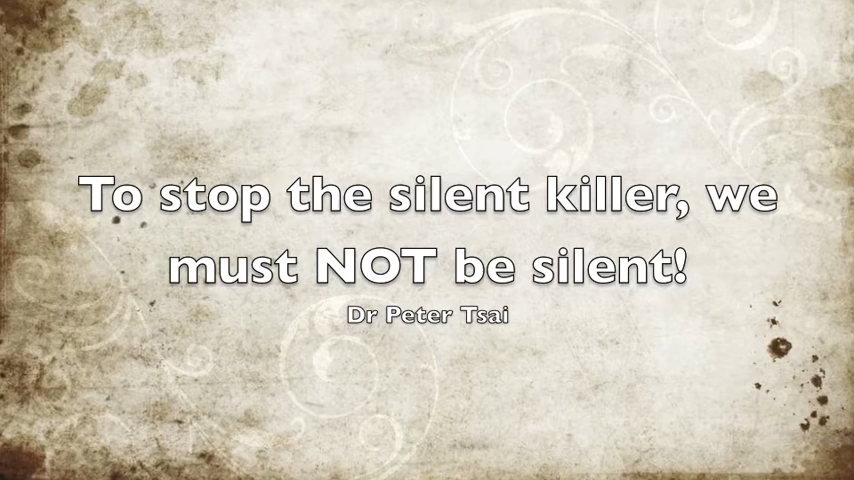 To stop the silent killer, we
must NOT be silent!
Dr Peter Tsai